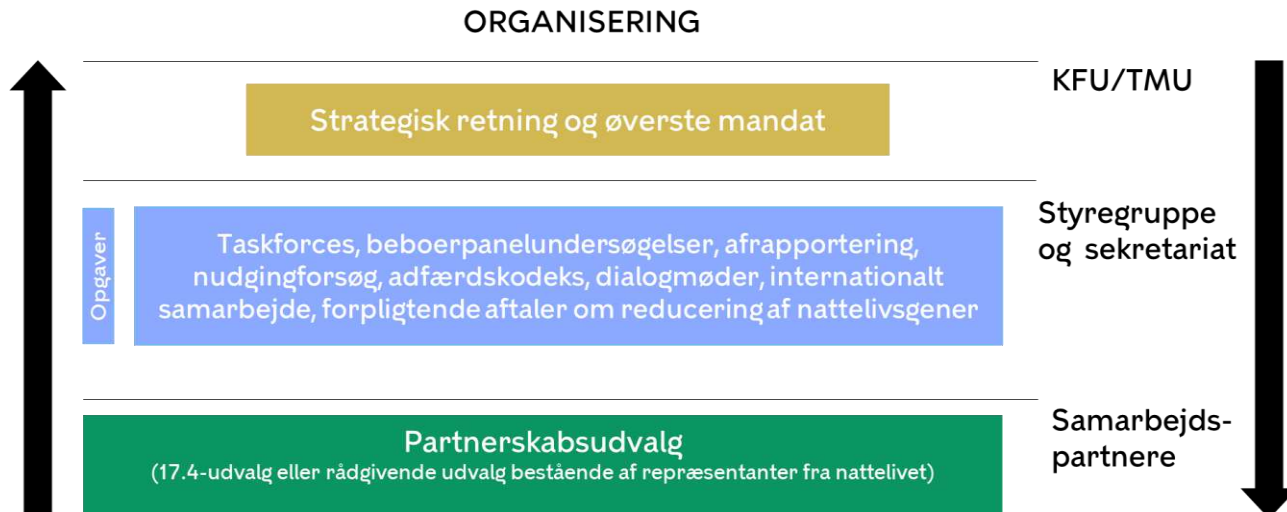 ORGANISERING
KFU/TMU
Strategisk retning og øverste mandat
Styregruppe
og sekretariat
Opgaver
Taskforces, beboerpanelundersøgelser, afrapportering,
nudgingforsøg, adfærdskodeks, dialogmøder, internationalt
samarbejde, forpligtende aftaler om reducering af nattelivsgener
Samarbejds-
partnere
Partnerskabsudvalg
(17.4-udvalg eller rådgivende udvalg bestående af repræsentanter fra nattelivet)